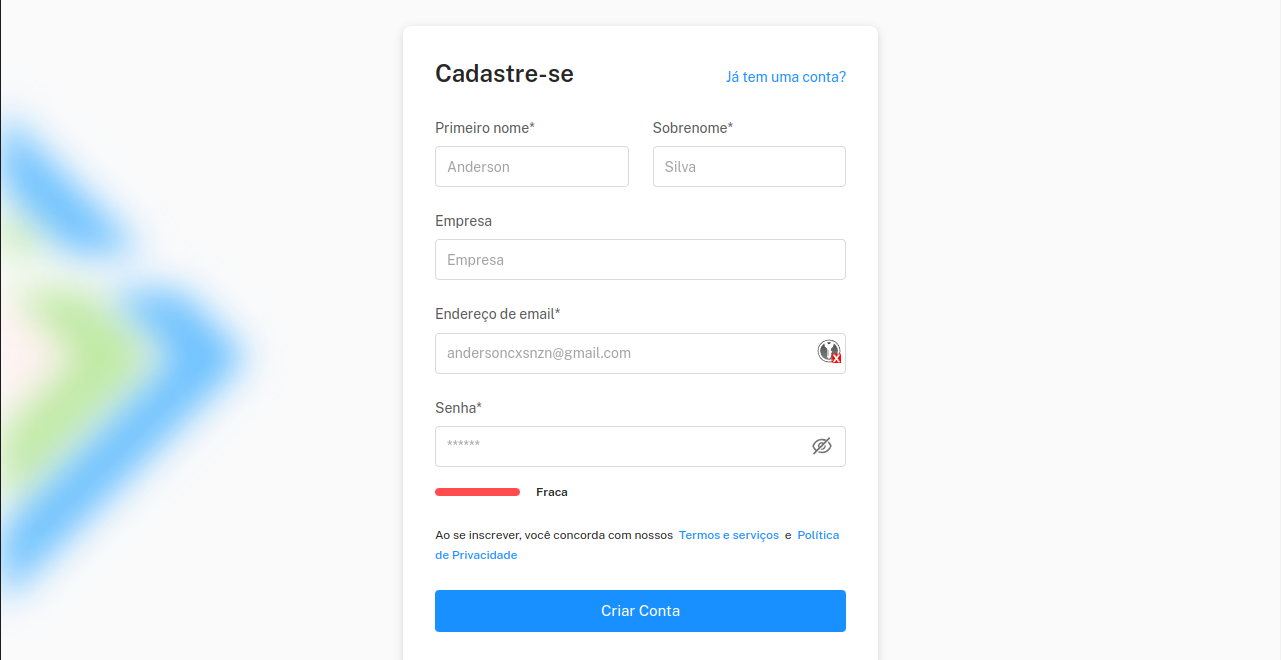 Cadastre-se
Já tem uma conta?
Primeiro nome*
Sobrenome*
Anderson
Silva
Empresa
Empresa
Endereço de email*
andersoncxsnzn@gmail.com
Senha*
******
Fraca
Ao se inscrever, você concorda com nossos Termos e serviços e Política
de Privacidade
Criar Conta